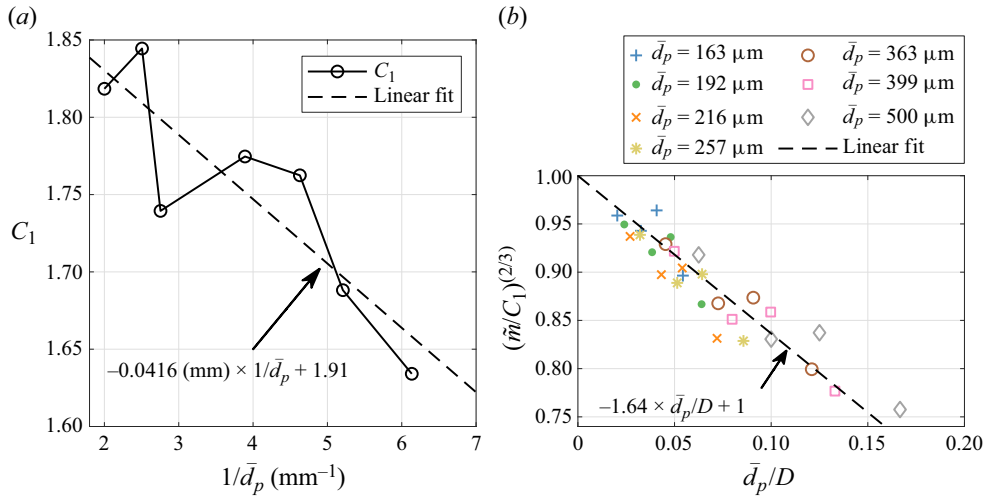 (a)
1.85
1.80
1.75
1.70
1.65
1.60
C₁
C₁
Linear fit
–0.0416 (mm) × 1/d̄ₚ + 1.91
2 3 4 5 6 7
1/d̄ₚ (mm⁻¹)
(b)
d̄ₚ = 163 μm
d̄ₚ = 192 μm
d̄ₚ = 216 μm
d̄ₚ = 257 μm
d̄ₚ = 363 μm
d̄ₚ = 399 μm
d̄ₚ = 500 μm
Linear fit
1.00
0.95
0.90
0.85
0.80
0.75
(m̃/C₁)⁽²/³⁾
–1.64 × d̄ₚ/D + 1
0 0.05 0.10 0.15 0.20
d̄ₚ/D